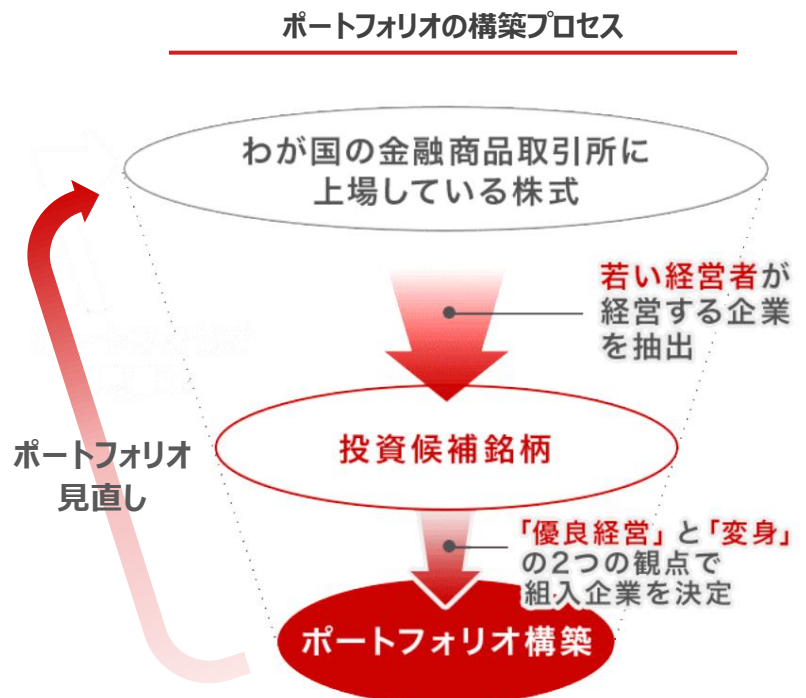 ポートフォリオの構築プロセス
わが国の金融商品取引所に
上場している株式
若い経営者が
経営する企業
を抽出
投資候補銘柄
ポートフォリオ
見直し
「優良経営」と「変身」
の2つの観点で
組入企業を決定
ポートフォリオ構築